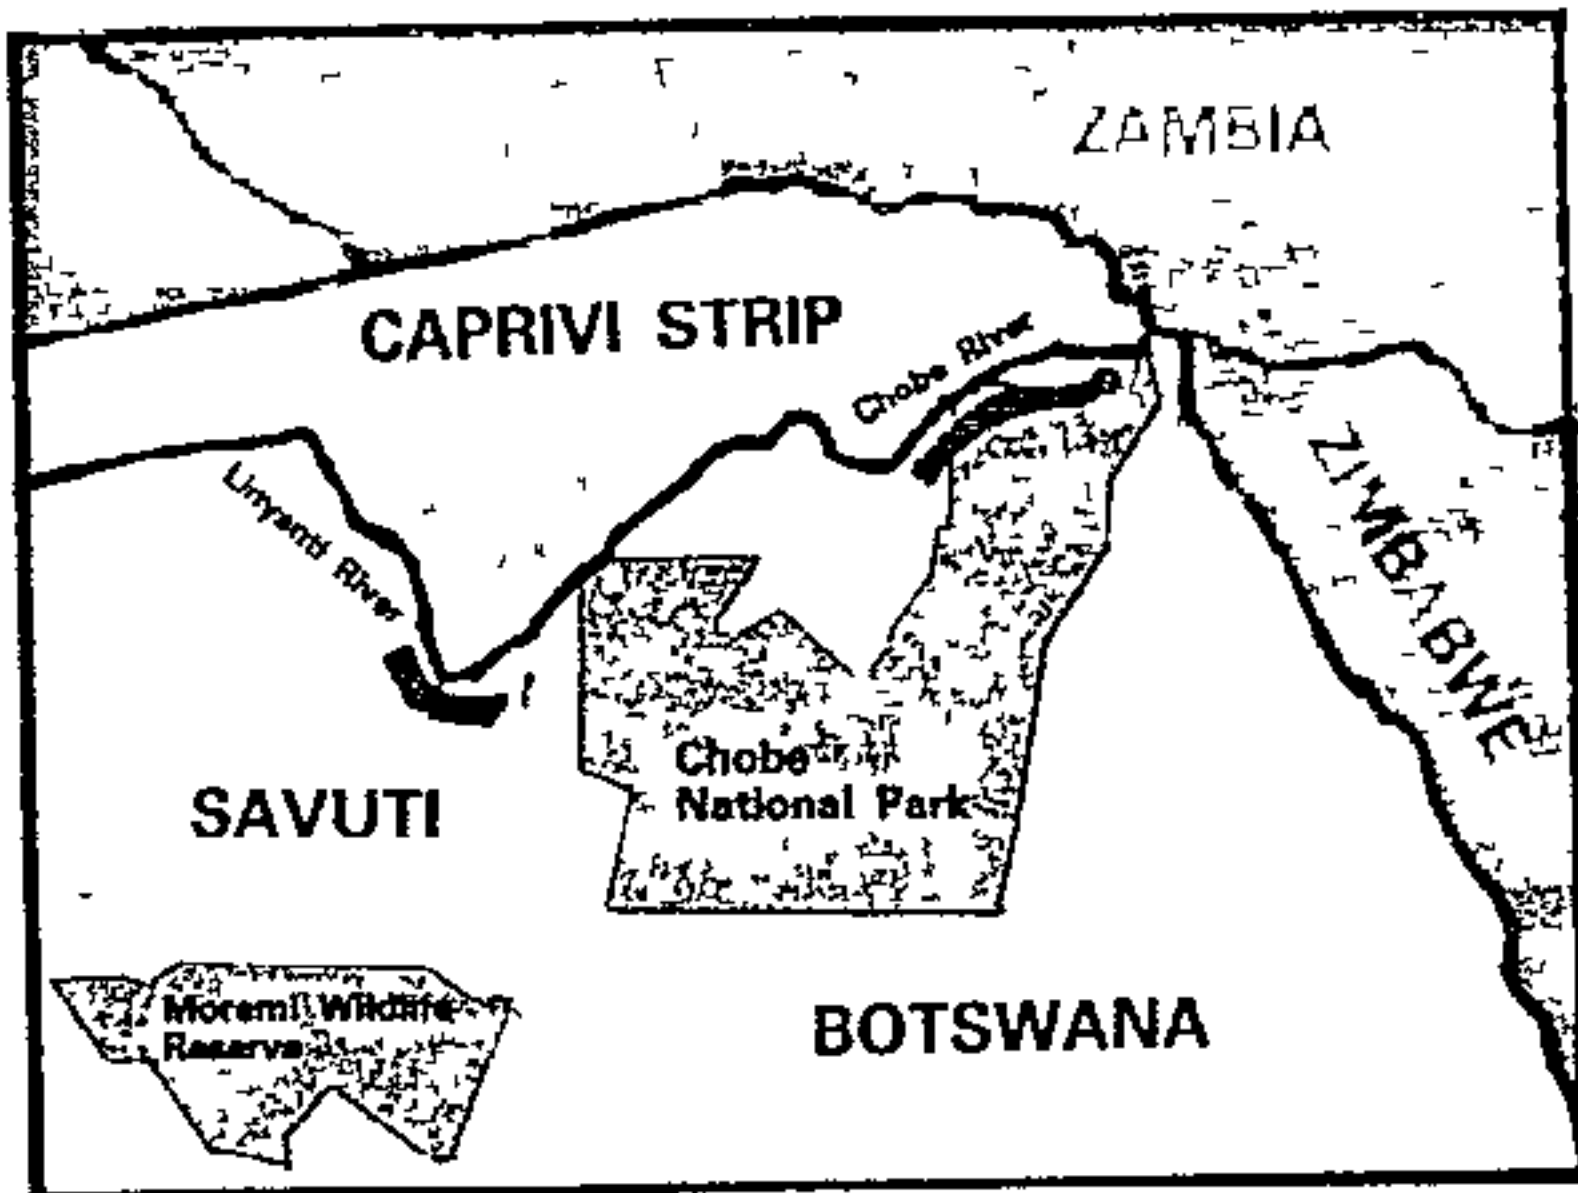 ZAMBIA
CAPRIVI STRIP
Chobe River
ZIMBABWE
Linyanti River
Chobe
National Park
SAVUTI
Moremi Wildlife
Reserve
BOTSWANA